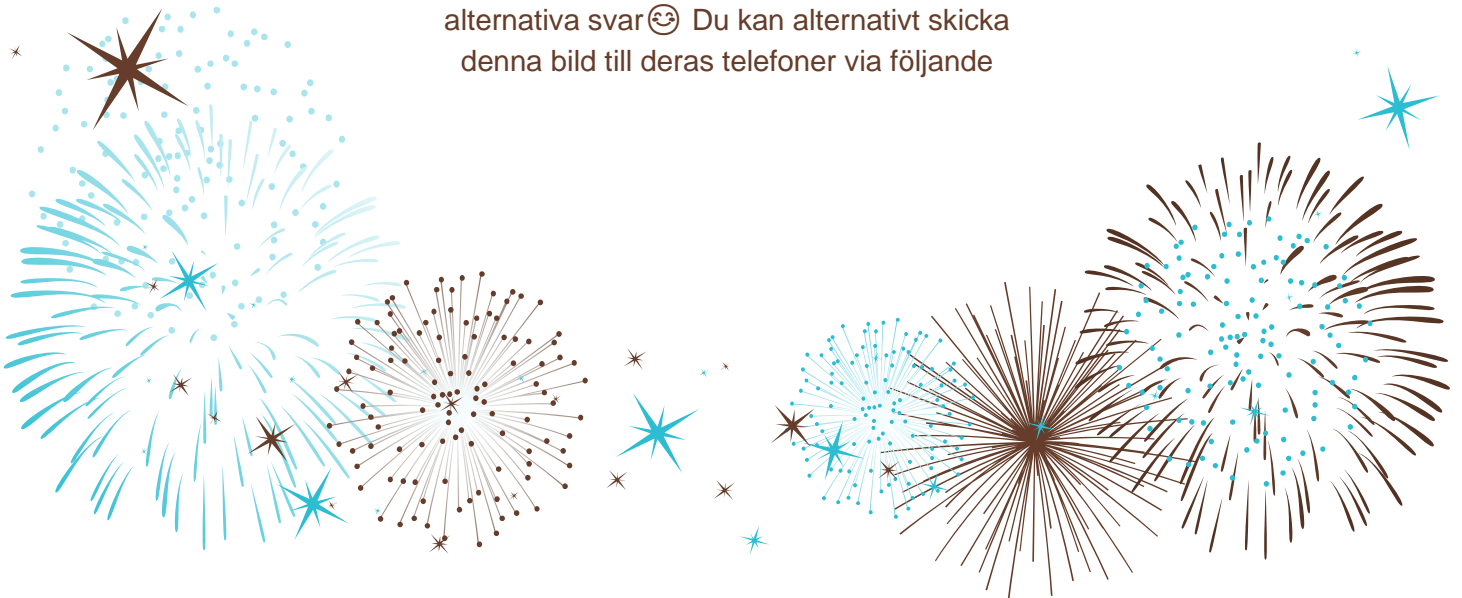 alternativa svar😊 Du kan alternativt skicka
denna bild till deras telefoner via följande